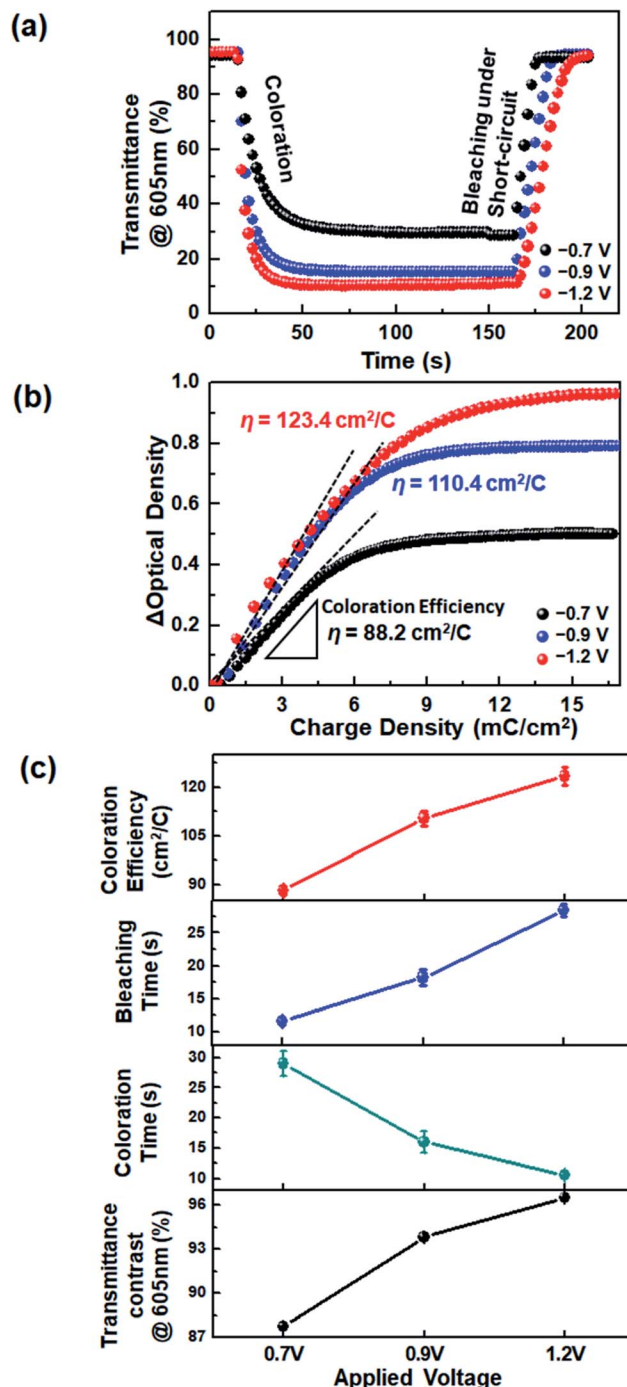 (a)
Transmittance
@ 605nm (%)
100
80
60
40
20
0
Coloration
Bleaching under
Short-circuit
−0.7 V
−0.9 V
−1.2 V
0 50 100 150 200
Time (s)
(b)
ΔOptical Density
1.0
0.8
0.6
0.4
0.2
0.0
η = 123.4 cm²/C
η = 110.4 cm²/C
Coloration Efficiency
η = 88.2 cm²/C
−0.7 V
−0.9 V
−1.2 V
0 3 6 9 12 15
Charge Density (mC/cm²)
(c)
Coloration
Efficiency
(cm²/C)
120
105
90
Bleaching
Time (s)
25
20
15
10
Coloration
Time (s)
30
25
20
15
10
Transmittance
contrast
@ 605nm (%)
96
93
90
87
0.7V 0.9V 1.2V
Applied Voltage